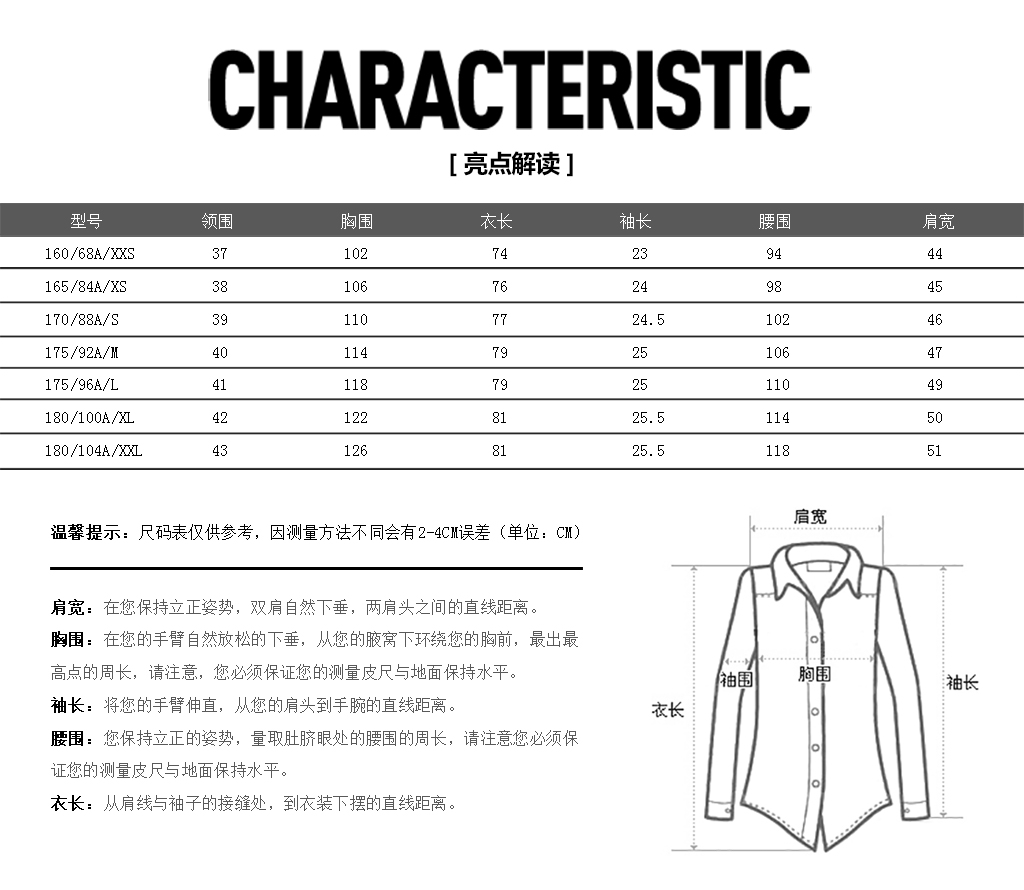 CHARACTERISTIC
[ 亮点解读 ]
型号 领围 胸围 衣长 袖长 腰围 肩宽
160/68A/XXS 37 102 74 23 94 44
165/84A/XS 38 106 76 24 98 45
170/88A/S 39 110 77 24.5 102 46
175/92A/M 40 114 79 25 106 47
175/96A/L 41 118 79 25 110 49
180/100A/XL 42 122 81 25.5 114 50
180/104A/XXL 43 126 81 25.5 118 51
温馨提示：尺码表仅供参考，因测量方法不同会有2-4CM误差（单位：CM）
肩宽：在您保持立正姿势，双肩自然下垂，两肩头之间的直线距离。
胸围：在您的手臂自然放松的下垂，从您的腋窝下环绕您的胸前，最出最
高点的周长，请注意，您必须保证您的测量皮尺与地面保持水平。
袖长：将您的手臂伸直，从您的肩头到手腕的直线距离。
腰围：您保持立正的姿势，量取肚脐眼处的腰围的周长，请注意您必须保
证您的测量皮尺与地面保持水平。
衣长：从肩线与袖子的接缝处，到衣装下摆的直线距离。
肩宽
袖围
胸围
袖长
衣长